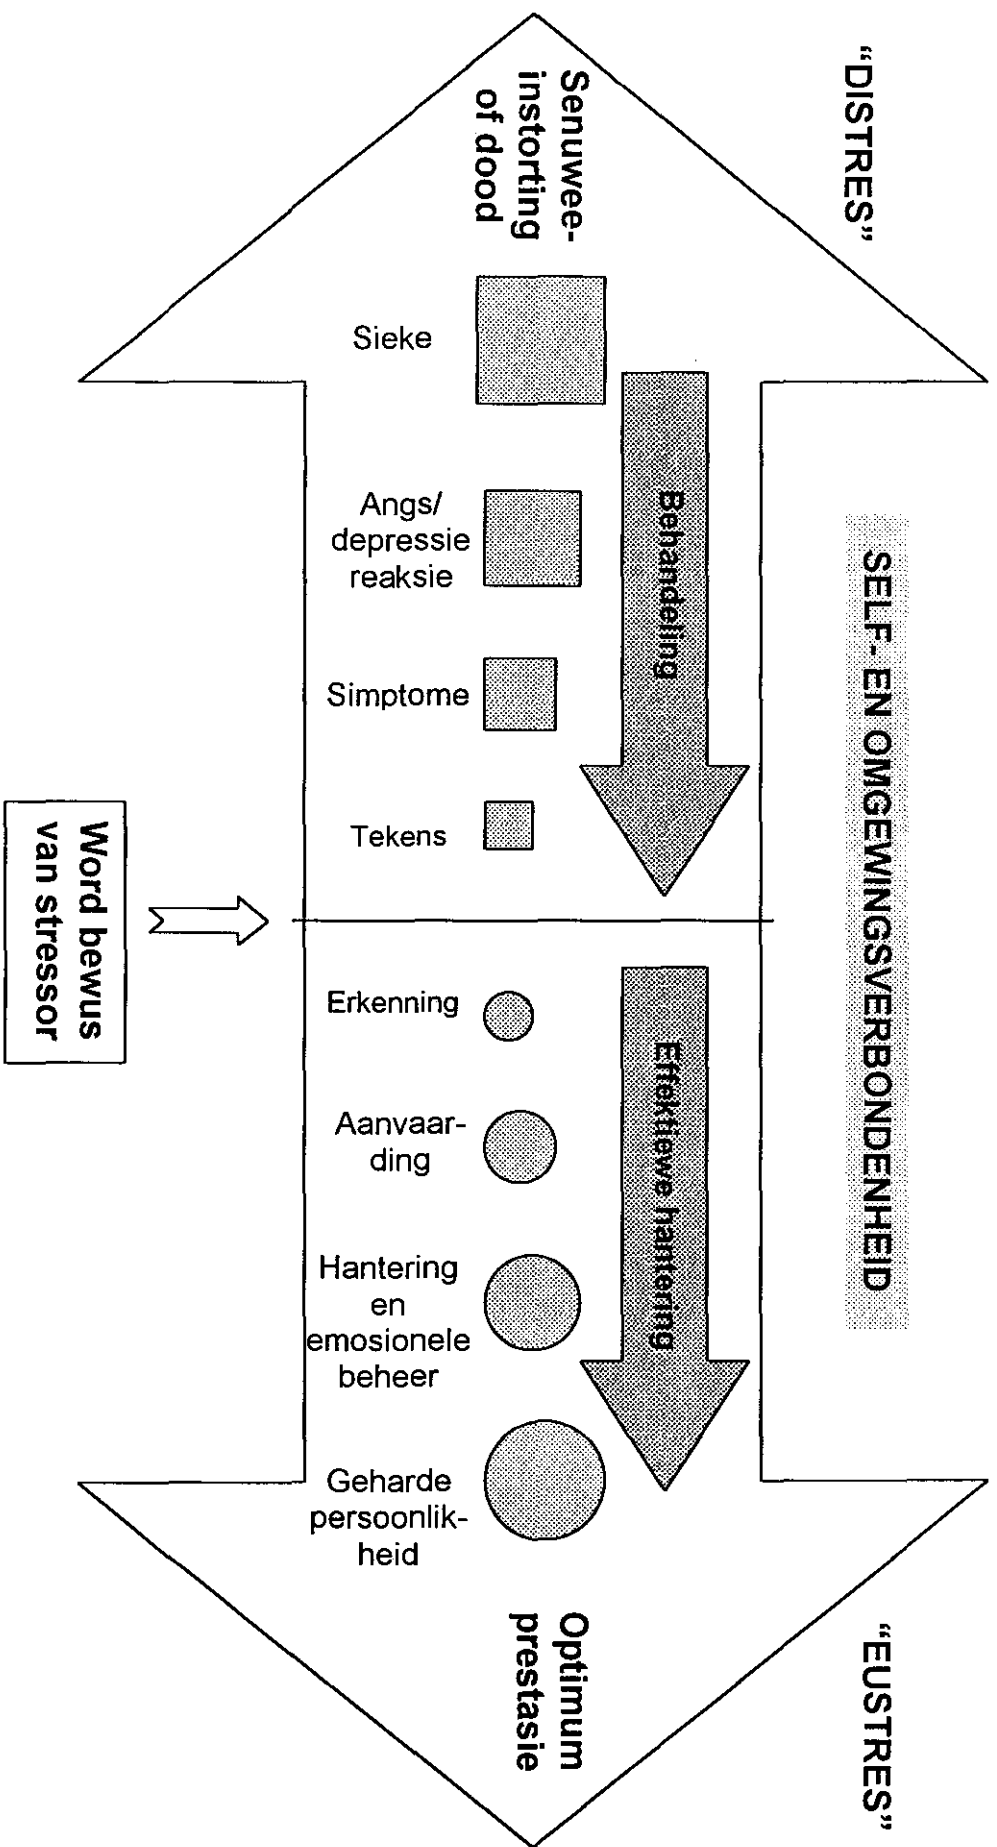 “DISTRES”
“EUSTRES”
SELF- EN OMGEWINGSVERBONDENHEID
Behandeling
Effektiewe hantering
Senuwee-
instorting
of dood
Optimum
prestasie
Sieke
Angs/
depressie
reaksie
Simptome
Tekens
Erkenning
Aanvaar-
ding
Hantering
en
emosionele
beheer
Geharde
persoonlik-
heid
Word bewus
van stressor